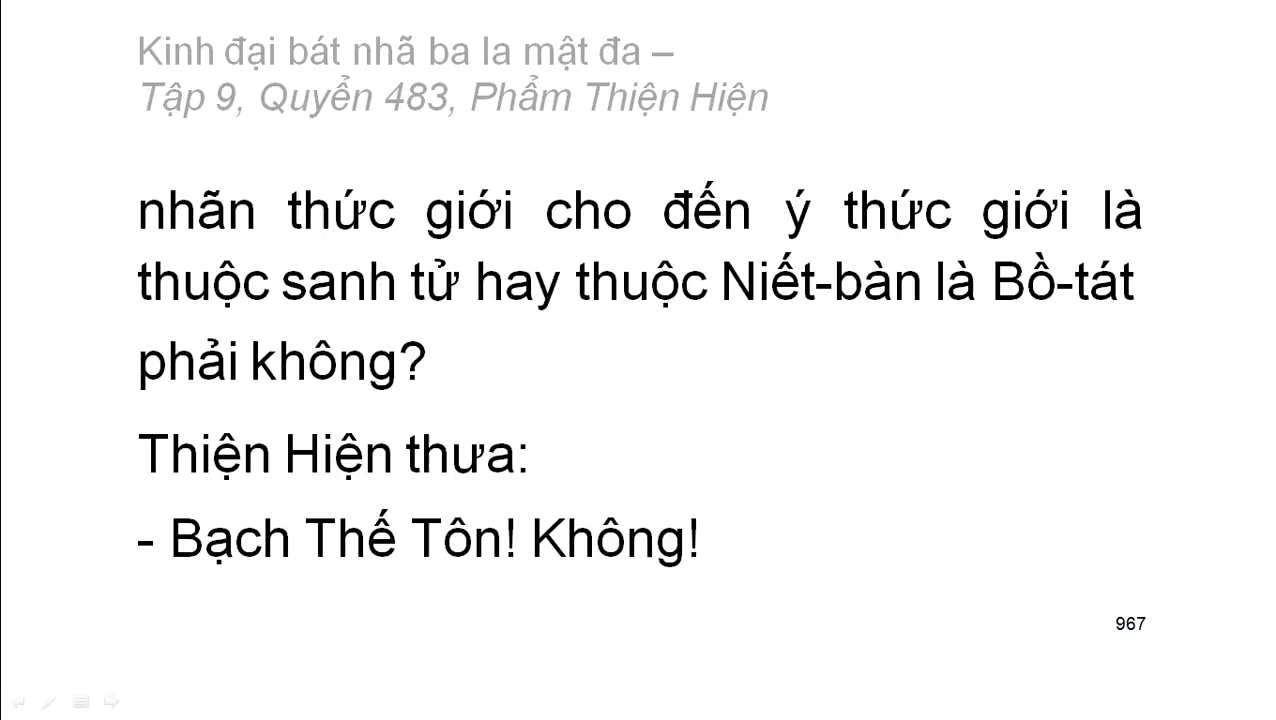 Kinh đại bát nhã ba la mật đa –
Tập 9, Quyển 483, Phẩm Thiện Hiện
nhãn thức giới cho đến ý thức giới là
thuộc sanh tử hay thuộc Niết-bàn là Bồ-tát
phải không?
Thiện Hiện thưa:
- Bạch Thế Tôn! Không!
967